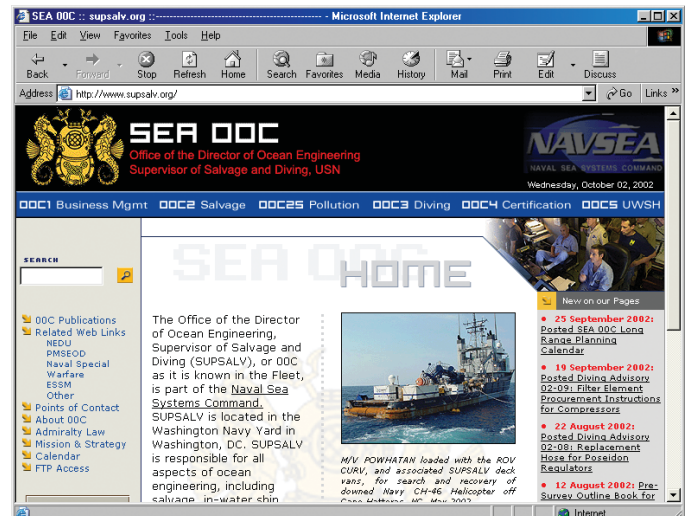 SEA 00C :: supsalv.org ::----------------------------------------------- - Microsoft Internet Explorer
File Edit View Favorites Tools Help
Back Forward Stop Refresh Home Search Favorites Media History Mail Print Edit Discuss
Address http://www.supsalv.org/ Go Links »
SEA 00C
Office of the Director of Ocean Engineering
Supervisor of Salvage and Diving, USN
NAVSEA
NAVAL SEA SYSTEMS COMMAND
Wednesday, October 02, 2002
00C1 Business Mgmt 00C2 Salvage 00C25 Pollution 00C3 Diving 00C4 Certification 00C5 UWSH
SEARCH
00C Publications
Related Web Links
NEDU
PMSEOD
Naval Special
Warfare
ESSM
Other
Points of Contact
About 00C
Admiralty Law
Mission & Strategy
Calendar
FTP Access
SEA 00C
HOME
The Office of the Director
of Ocean Engineering,
Supervisor of Salvage and
Diving (SUPSALV), or 00C
as it is known in the Fleet,
is part of the Naval Sea
Systems Command.
SUPSALV is located in the
Washington Navy Yard in
Washington, DC. SUPSALV
is responsible for all
aspects of ocean
engineering, including
salvage, in-water ship
M/V POWHATAN loaded with the ROV
CURV, and associated SUPSALV deck
vans, for search and recovery of
downed Navy CH-46 Helicopter off
Cape Hatteras, NC, May 2002
New on our Pages
• 25 September 2002:
Posted SEA 00C Long
Range Planning
Calendar
• 19 September 2002:
Posted Diving Advisory
02-09: Filter Element
Procurement Instructions
for Compressors
• 22 August 2002:
Posted Diving Advisory
02-08: Replacement
Hose for Poseidon
Regulators
• 12 August 2002: Pre-
Survey Outline Book for
Internet